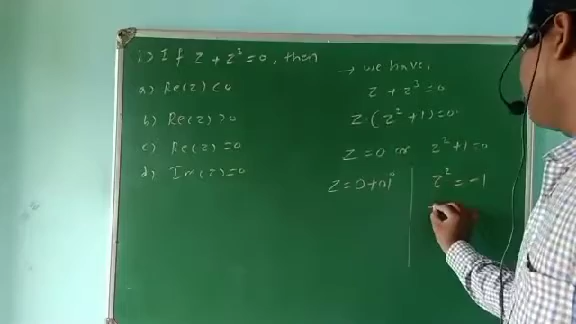 i) If z + z³ = 0, then
a) Re(z) < 0
b) Re(z) > 0
c) Re(z) = 0
d) Im(z) = 0
→ we have,
z + z³ = 0
z · (z² + 1) = 0
z = 0 or z² + 1 = 0
z = 0 + 0i
z² = -1